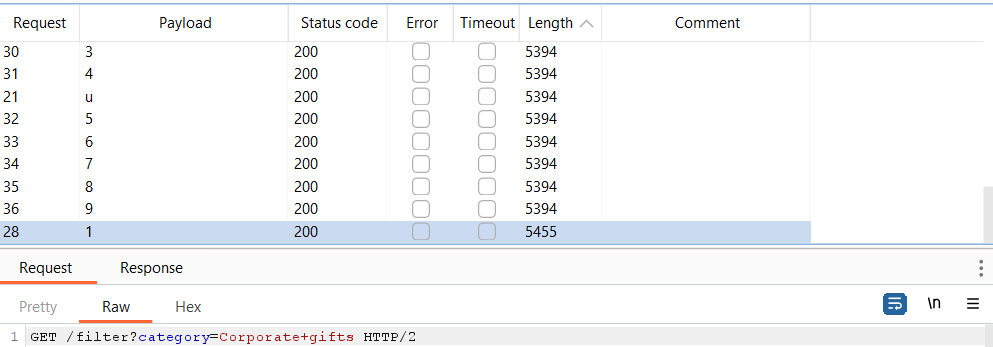 Request Payload Status code Error Timeout Length Comment
30 3 200 5394
31 4 200 5394
21 u 200 5394
32 5 200 5394
33 6 200 5394
34 7 200 5394
35 8 200 5394
36 9 200 5394
28 1 200 5455
Request Response
Pretty Raw Hex \n
1 GET /filter?category=Corporate+gifts HTTP/2